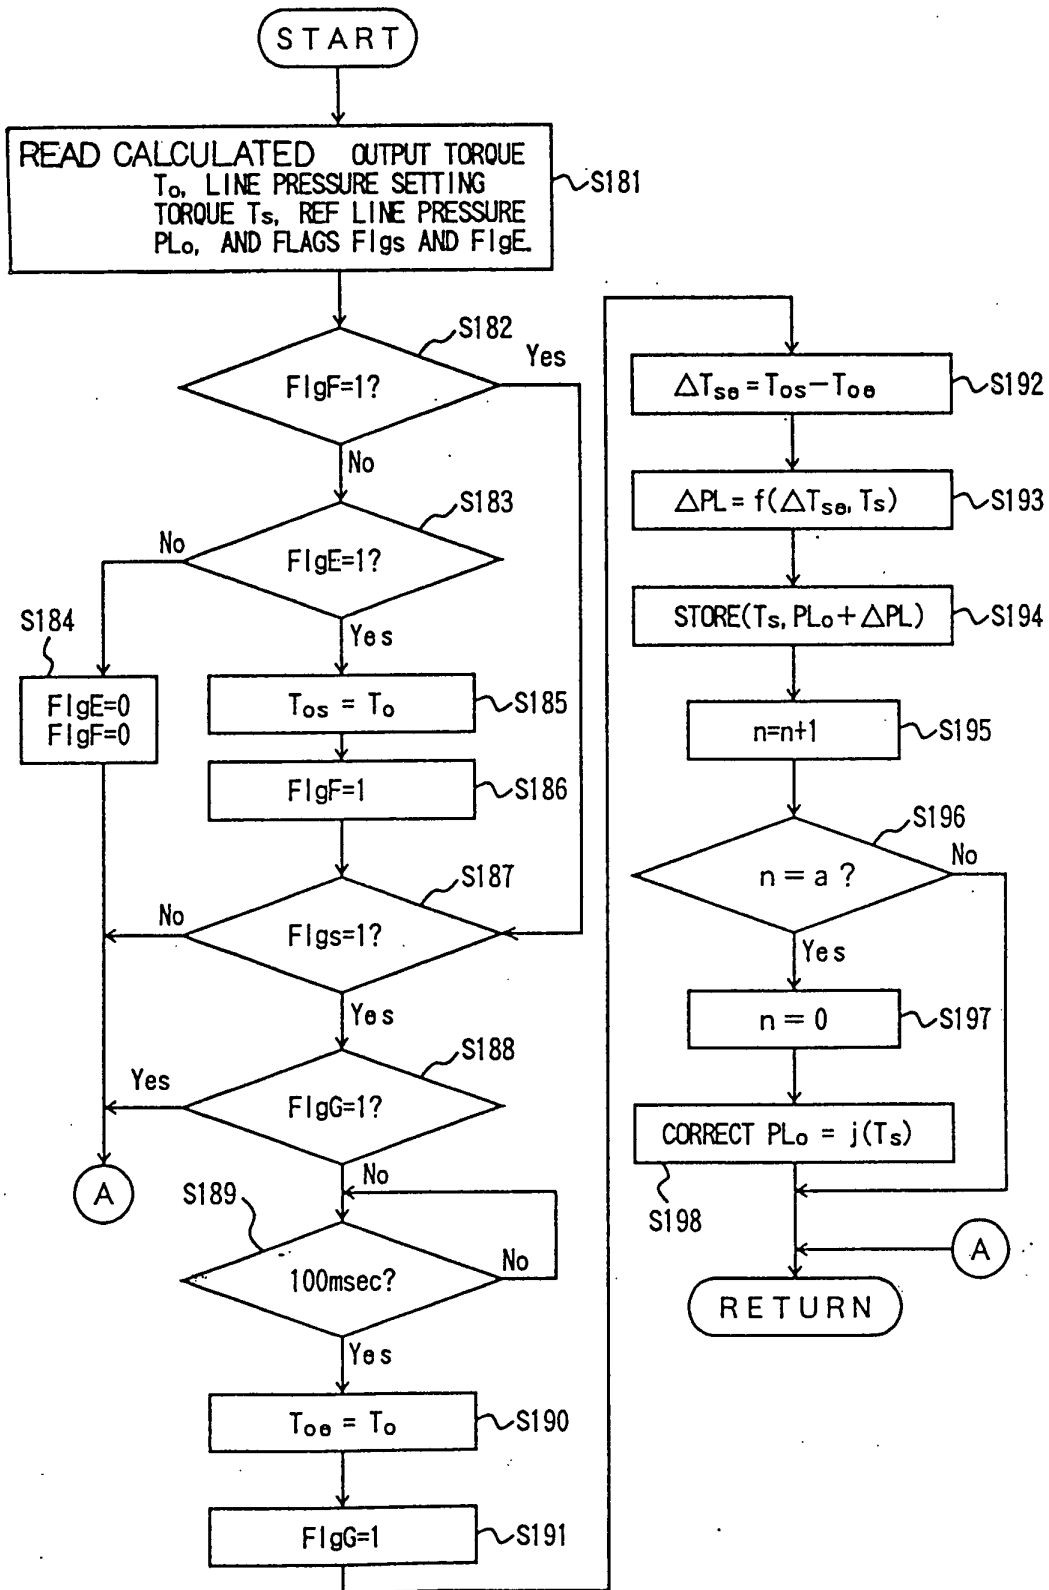 START
READ CALCULATED OUTPUT TORQUE
To, LINE PRESSURE SETTING
TORQUE Ts, REF LINE PRESSURE
PLo, AND FLAGS Flgs AND FlgE.
S181
S182
FlgF=1?
Yes
No
S183
FlgE=1?
No
Yes
S184
FlgE=0
FlgF=0
Tos = To
S185
FlgF=1
S186
S187
Flgs=1?
No
Yes
S188
FlgG=1?
Yes
No
A
S189
100msec?
No
Yes
Toe = To
S190
FlgG=1
S191
△Tse = Tos − Toe
S192
△PL = f(△Tse, Ts)
S193
STORE(Ts, PLo + △PL)
S194
n=n+1
S195
S196
n = a ?
No
Yes
n = 0
S197
CORRECT PLo = j(Ts)
S198
A
RETURN